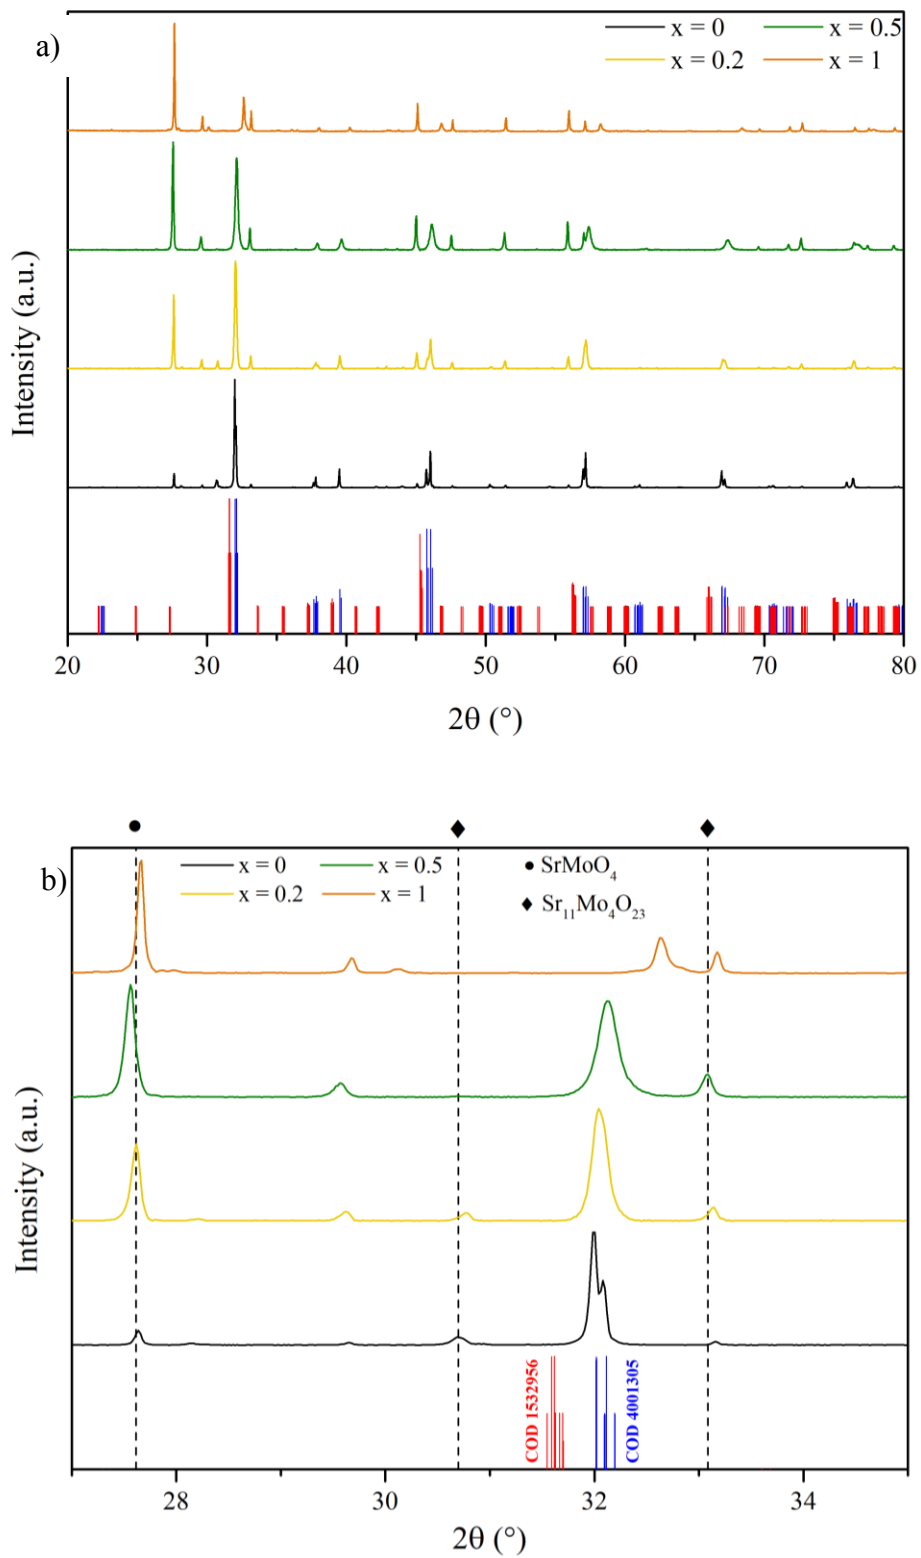 a)
x = 0
x = 0.5
x = 0.2
x = 1
Intensity (a.u.)
20 30 40 50 60 70 80
2θ (°)
● ◆ ◆
b)
x = 0
x = 0.5
x = 0.2
x = 1
● SrMoO₄
◆ Sr₁₁Mo₄O₂₃
Intensity (a.u.)
COD 1532956
COD 4001305
28 30 32 34
2θ (°)